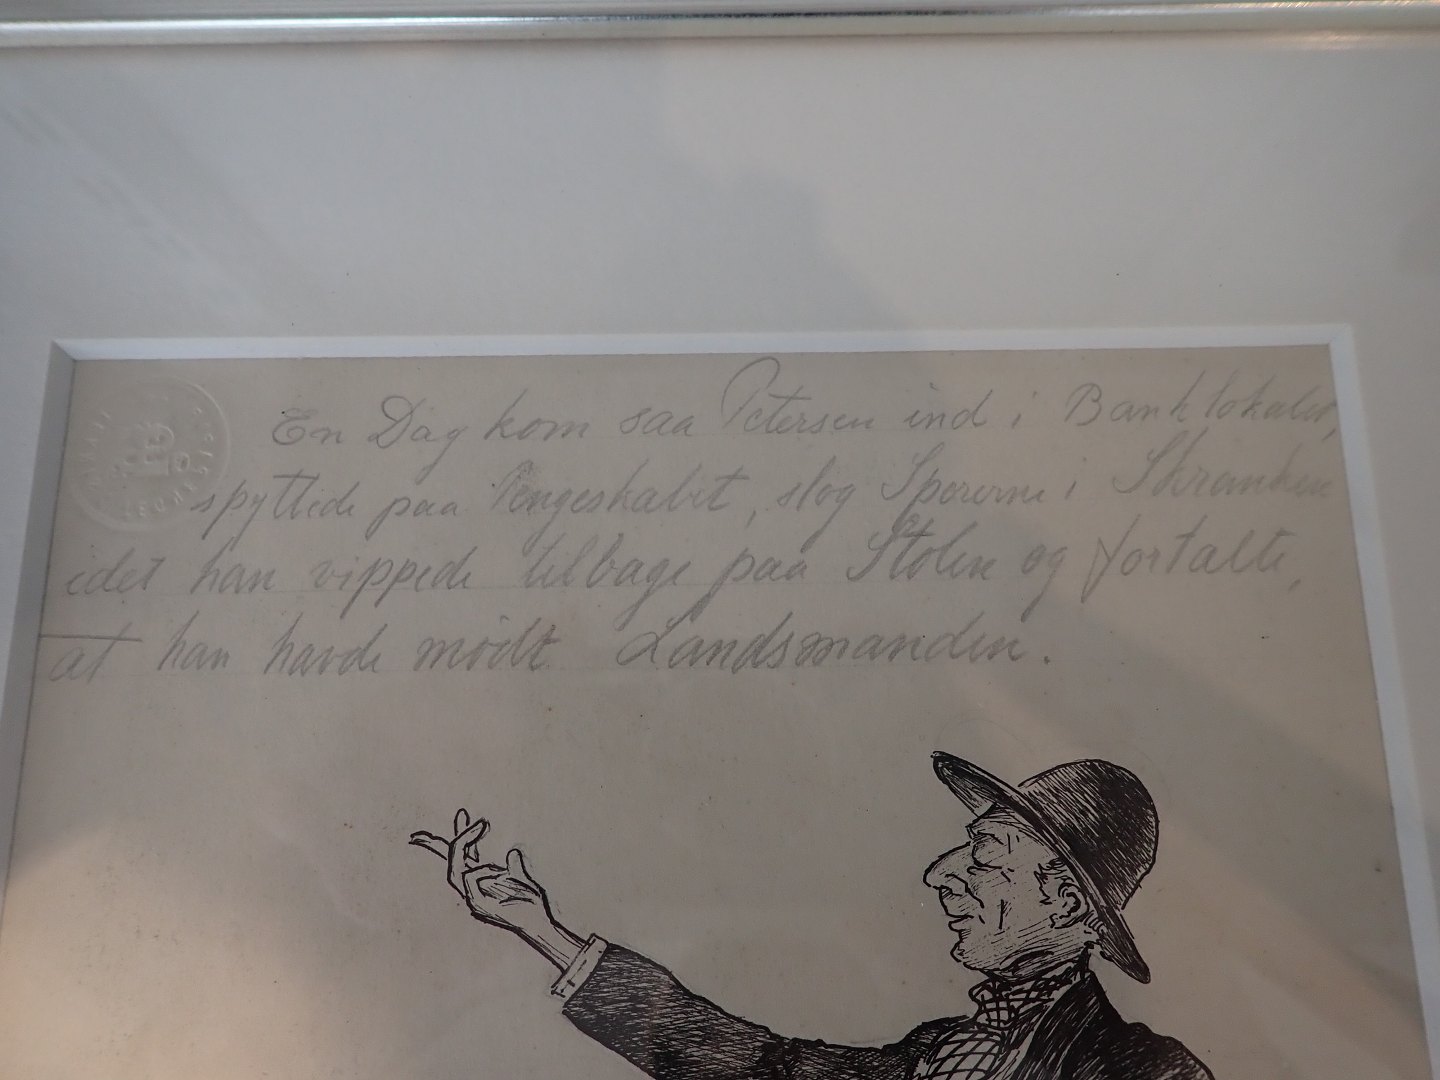 En Dag kom saa Petersen ind i Banklokalet,
spyttede paa Pengeskabet, slog Sporerne i Skranken
idet han vippede tilbage paa Stolen og fortalte,
at han havde mødt Landsmanden.